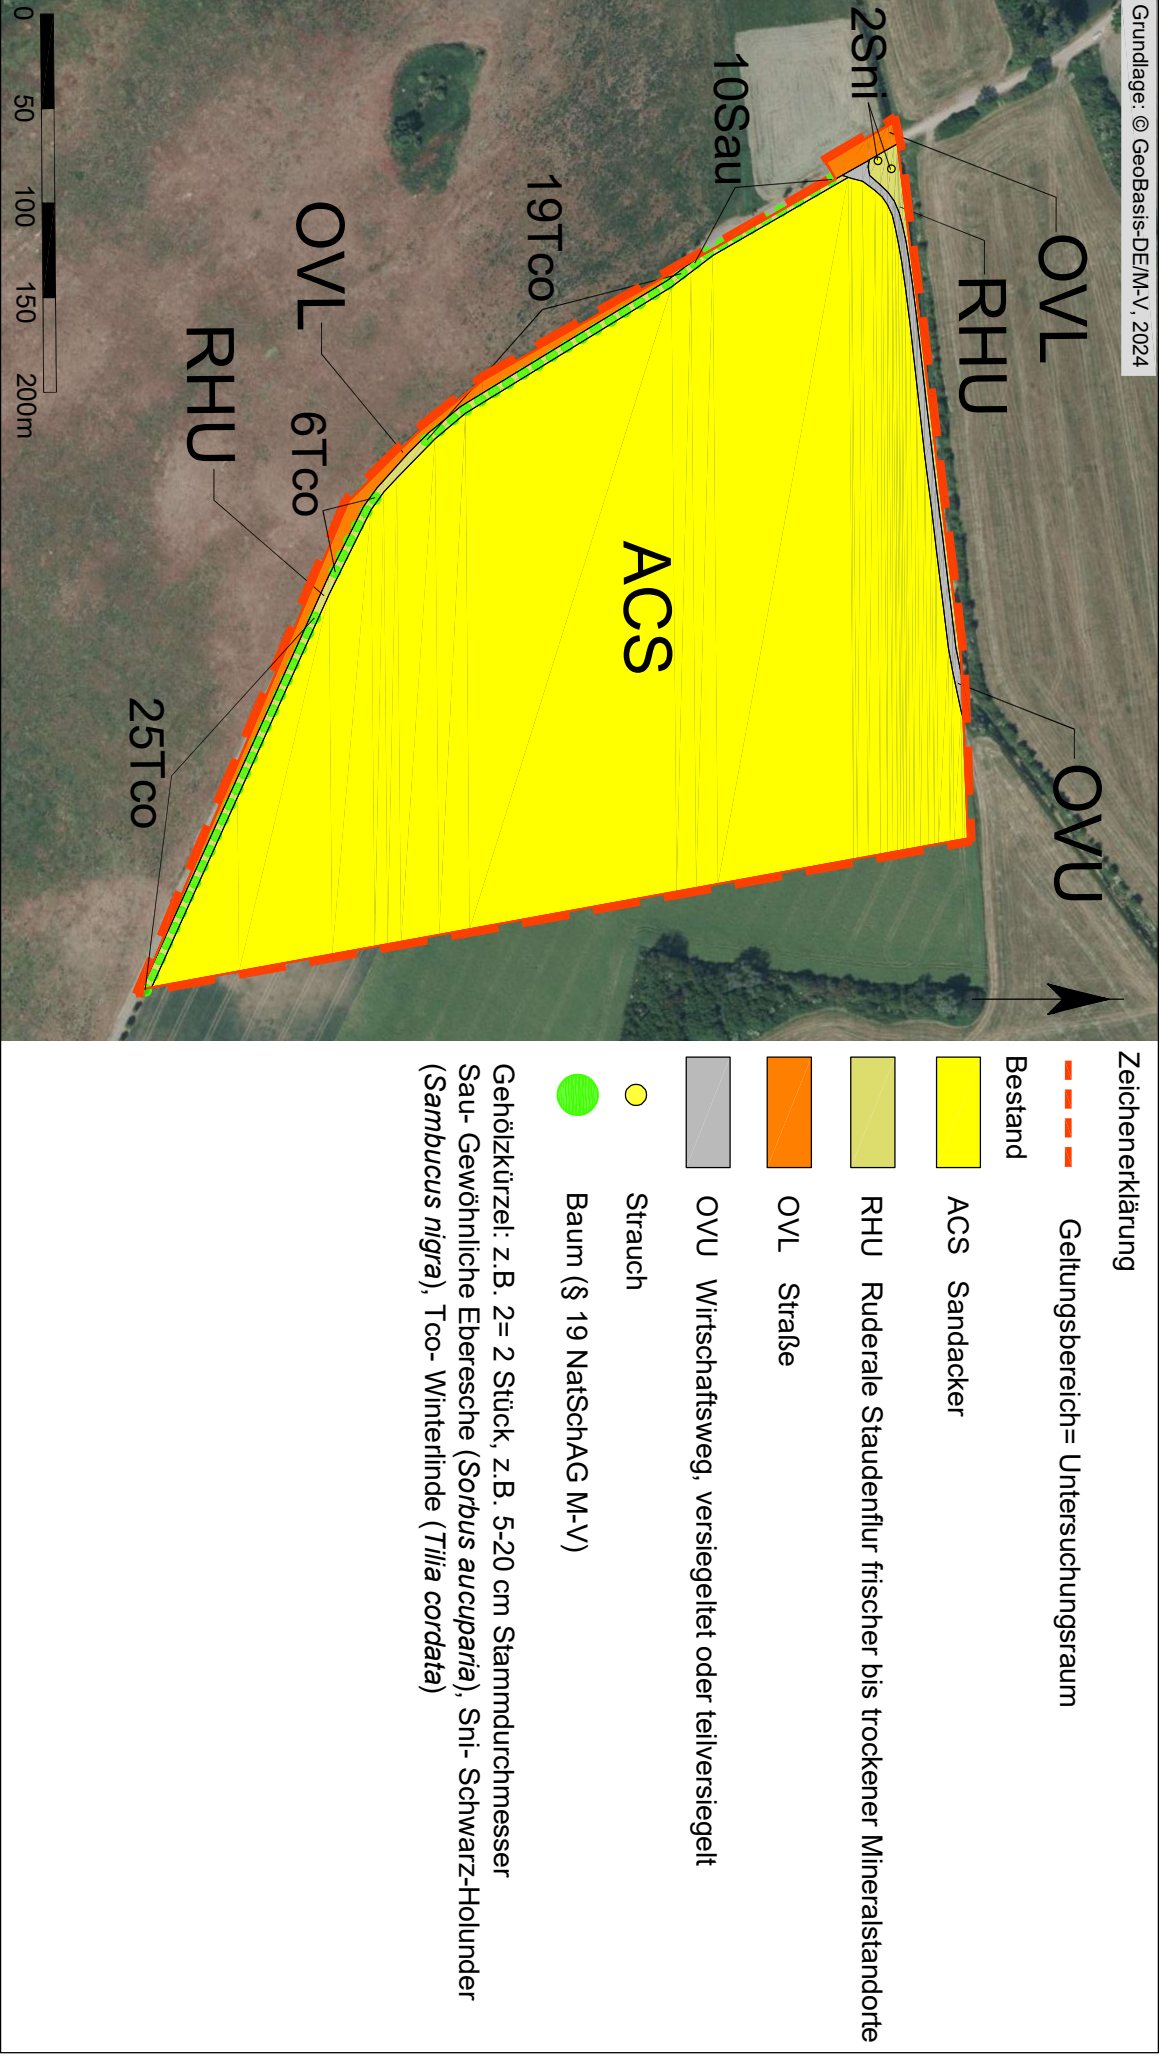 Grundlage: © GeoBasis-DE/M-V, 2024
OVL
RHU
OVU
2Sni
10Sau
ACS
19Tco
OVL
6Tco
RHU
25Tco
0 50 100 150 200m
Zeichenerklärung
Geltungsbereich= Untersuchungsraum
Bestand
ACS Sandacker
RHU Ruderale Staudenflur frischer bis trockener Mineralstandorte
OVL Straße
OVU Wirtschaftsweg, versiegeltet oder teilversiegelt
Strauch
Baum (§ 19 NatSchAG M-V)
Gehölzkürzel: z.B. 2= 2 Stück, z.B. 5-20 cm Stammdurchmesser
Sau- Gewöhnliche Eberesche (Sorbus aucuparia), Sni- Schwarz-Holunder
(Sambucus nigra), Tco- Winterlinde (Tilia cordata)